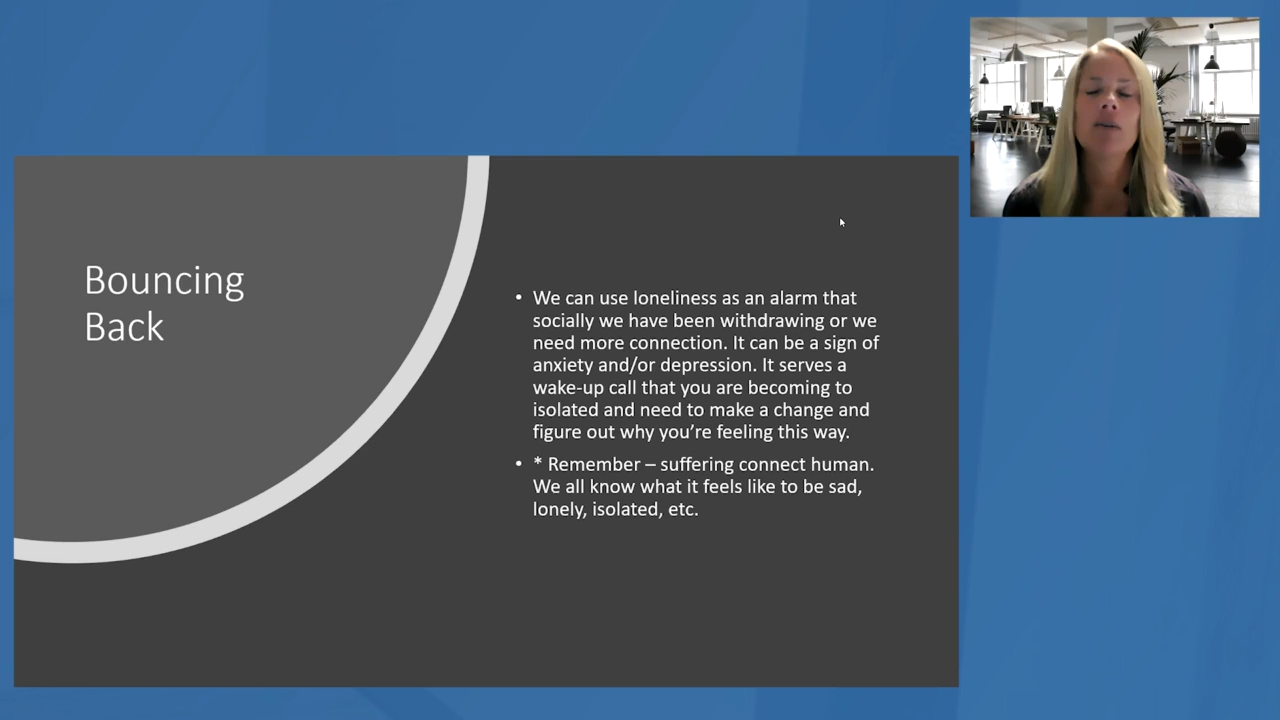 Bouncing
Back
• We can use loneliness as an alarm that
socially we have been withdrawing or we
need more connection. It can be a sign of
anxiety and/or depression. It serves a
wake-up call that you are becoming to
isolated and need to make a change and
figure out why you’re feeling this way.
• * Remember – suffering connect human.
We all know what it feels like to be sad,
lonely, isolated, etc.